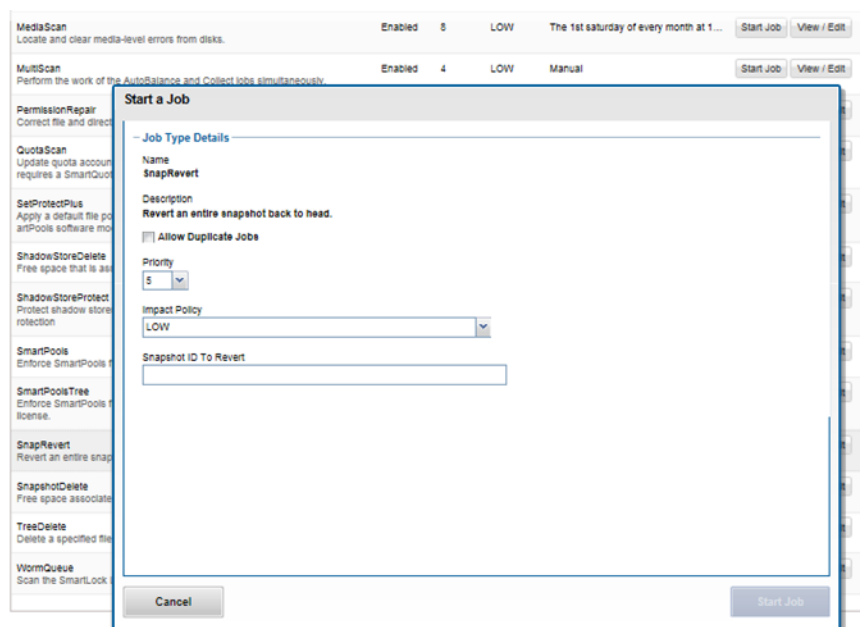 MediaScan
Enabled 8 LOW The 1st saturday of every month at 1... Start Job View / Edit
Locate and clear media-level errors from disks.
MultiScan
Enabled 4 LOW Manual Start Job View / Edit
Perform the work of the AutoBalance and Collect jobs simultaneously.
Start a Job
PermissionRepair
Correct file and direct
Job Type Details
QuotaScan
Update quota accoun
requires a SmartQuot
Name
SnapRevert
SetProtectPlus
Apply a default file po
artPools software mo
Description
Revert an entire snapshot back to head.
Allow Duplicate Jobs
ShadowStoreDelete
Free space that is as
Priority
5
ShadowStoreProtect
Protect shadow store
rotection
Impact Policy
LOW
SmartPools
Enforce SmartPools f
Snapshot ID To Revert
SmartPoolsTree
Enforce SmartPools f
license.
SnapRevert
Revert an entire snap
SnapshotDelete
Free space associate
TreeDelete
Delete a specified file
WormQueue
Scan the SmartLock
Cancel
Start Job